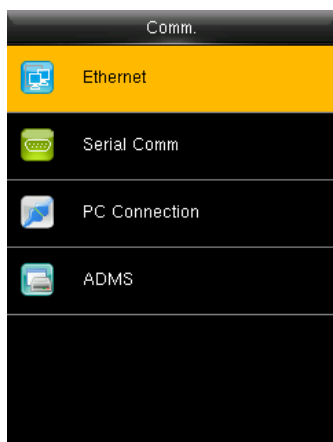 Comm.
Ethernet
Serial Comm
PC Connection
ADMS